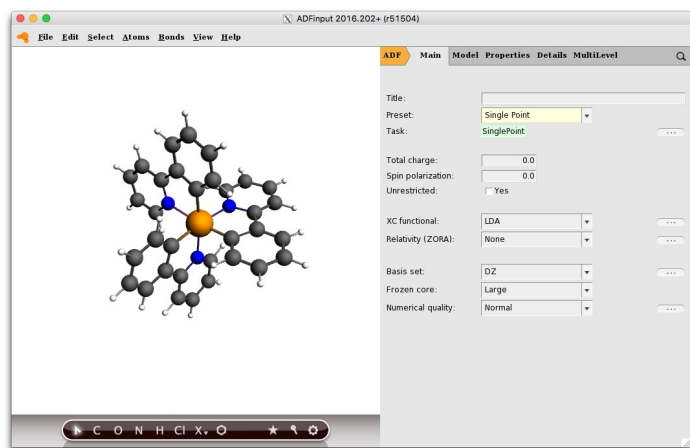 ADFinput 2016.202+ (r51504)
File Edit Select Atoms Bonds View Help
ADF Main Model Properties Details MultiLevel
Title:
Preset: Single Point
Task: SinglePoint
Total charge: 0.0
Spin polarization: 0.0
Unrestricted: Yes
XC functional: LDA
Relativity (ZORA): None
Basis set: DZ
Frozen core: Large
Numerical quality: Normal
C O N H Cl X